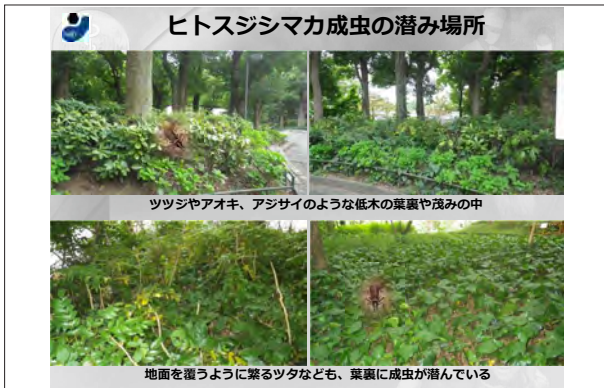 ヒトスジシマカ成虫の潜み場所
ツツジやアオキ、アジサイのような低木の葉裏や茂みの中
地面を覆うように繁るツタなども、葉裏に成虫が潜んでいる